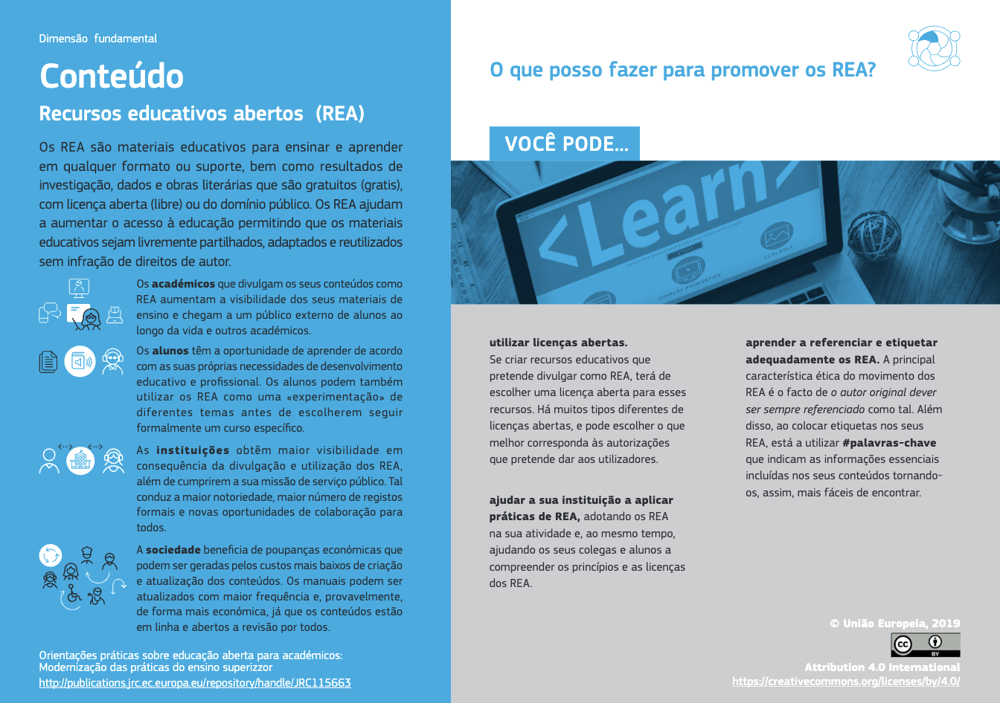 Dimensão fundamental
Conteúdo
Recursos educativos abertos (REA)
Os REA são materiais educativos para ensinar e aprender
em qualquer formato ou suporte, bem como resultados de
investigação, dados e obras literárias que são gratuitos (gratis),
com licença aberta (libre) ou do domínio público. Os REA ajudam
a aumentar o acesso à educação permitindo que os materiais
educativos sejam livremente partilhados, adaptados e reutilizados
sem infração de direitos de autor.
Os académicos que divulgam os seus conteúdos como
REA aumentam a visibilidade dos seus materiais de
ensino e chegam a um público externo de alunos ao
longo da vida e outros académicos.
Os alunos têm a oportunidade de aprender de acordo
com as suas próprias necessidades de desenvolvimento
educativo e profissional. Os alunos podem também
utilizar os REA como uma «experimentação» de
diferentes temas antes de escolherem seguir
formalmente um curso específico.
As instituições obtêm maior visibilidade em
consequência da divulgação e utilização dos REA,
além de cumprirem a sua missão de serviço público. Tal
conduz a maior notoriedade, maior número de registos
formais e novas oportunidades de colaboração para
todos.
A sociedade beneficia de poupanças económicas que
podem ser geradas pelos custos mais baixos de criação
e atualização dos conteúdos. Os manuais podem ser
atualizados com maior frequência e, provavelmente,
de forma mais económica, já que os conteúdos estão
em linha e abertos a revisão por todos.
Orientações práticas sobre educação aberta para académicos:
Modernização das práticas do ensino superizzor
http://publications.jrc.ec.europa.eu/repository/handle/JRC115663
O que posso fazer para promover os REA?
VOCÊ PODE...
<Learn>
Learn the basics and build your own web pages
START
DISPLAY PROPERTIES
SCALABLE
utilizar licenças abertas.
Se criar recursos educativos que
pretende divulgar como REA, terá de
escolher uma licença aberta para esses
recursos. Há muitos tipos diferentes de
licenças abertas, e pode escolher o que
melhor corresponda às autorizações
que pretende dar aos utilizadores.
ajudar a sua instituição a aplicar
práticas de REA, adotando os REA
na sua atividade e, ao mesmo tempo,
ajudando os seus colegas e alunos a
compreender os princípios e as licenças
dos REA.
aprender a referenciar e etiquetar
adequadamente os REA. A principal
característica ética do movimento dos
REA é o facto de o autor original dever
ser sempre referenciado como tal. Além
disso, ao colocar etiquetas nos seus
REA, está a utilizar #palavras-chave
que indicam as informações essenciais
incluídas nos seus conteúdos tornando-
os, assim, mais fáceis de encontrar.
© União Europeia, 2019
cc
BY
Attribution 4.0 International
https://creativecommons.org/licenses/by/4.0/